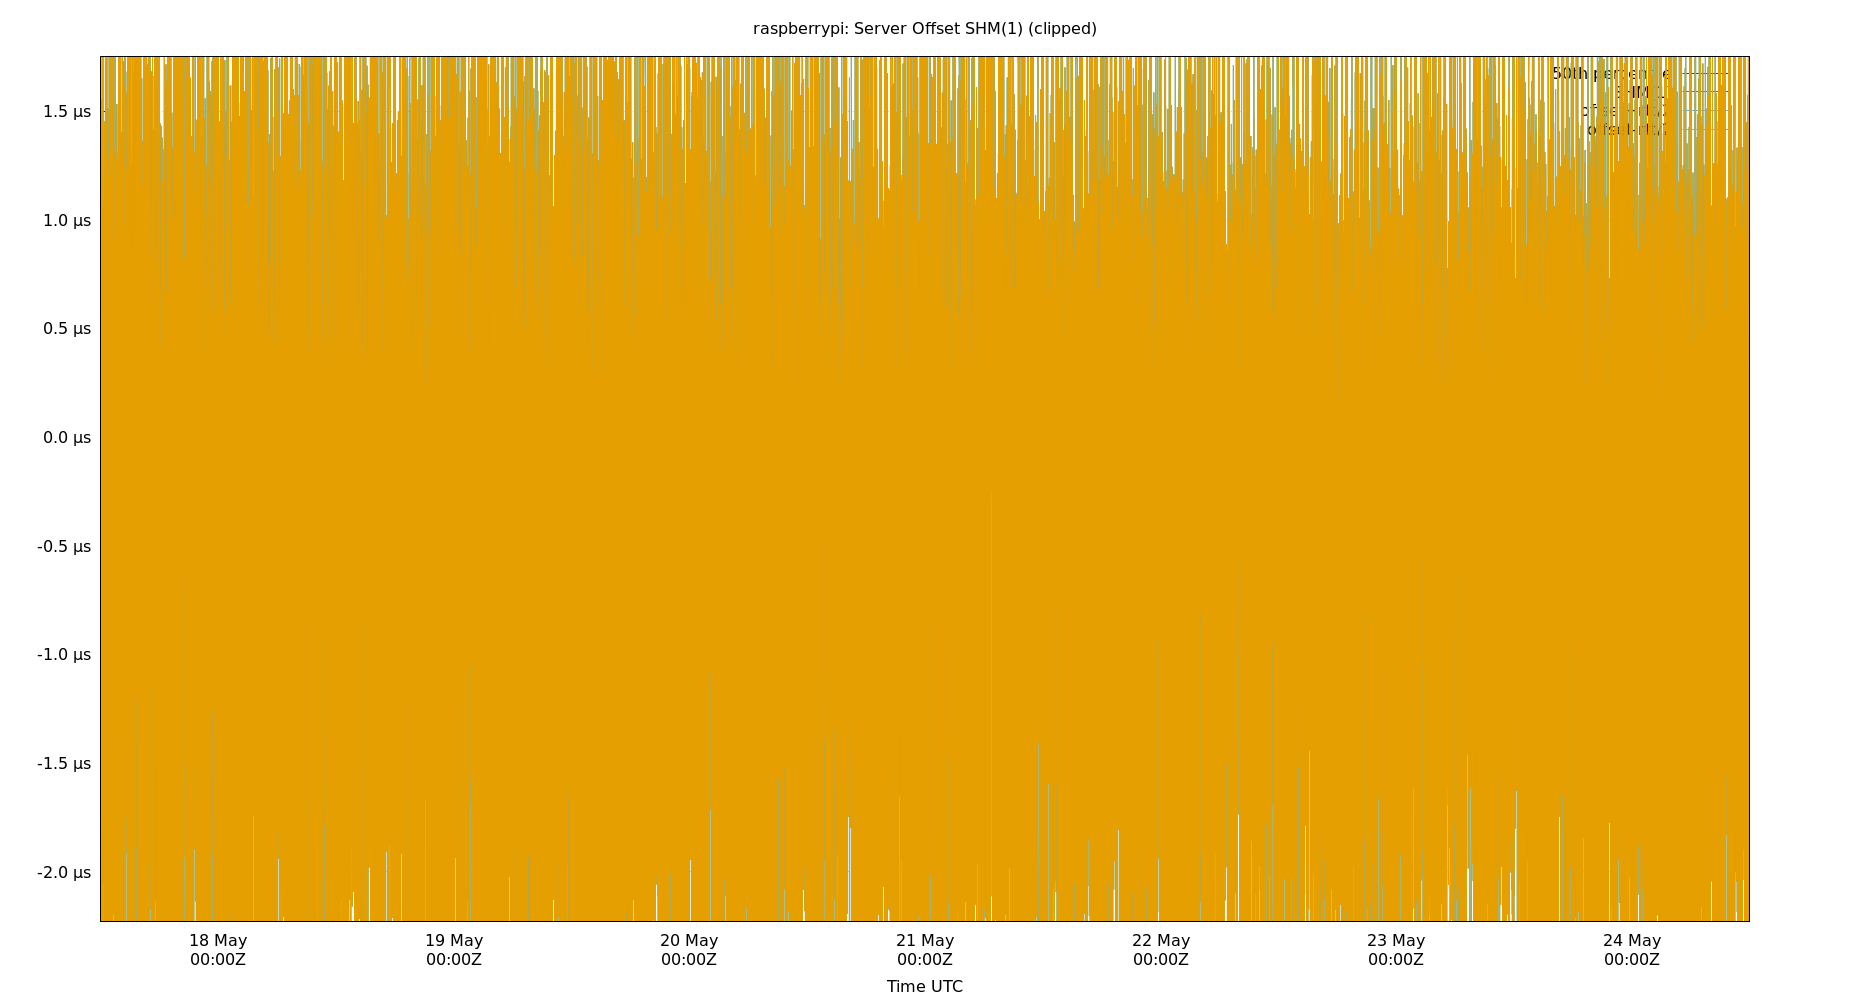 raspberrypi: Server Offset SHM(1) (clipped)
1.5 µs
1.0 µs
0.5 µs
0.0 µs
-0.5 µs
-1.0 µs
-1.5 µs
-2.0 µs
18 May
00:00Z
19 May
00:00Z
20 May
00:00Z
21 May
00:00Z
22 May
00:00Z
23 May
00:00Z
24 May
00:00Z
Time UTC